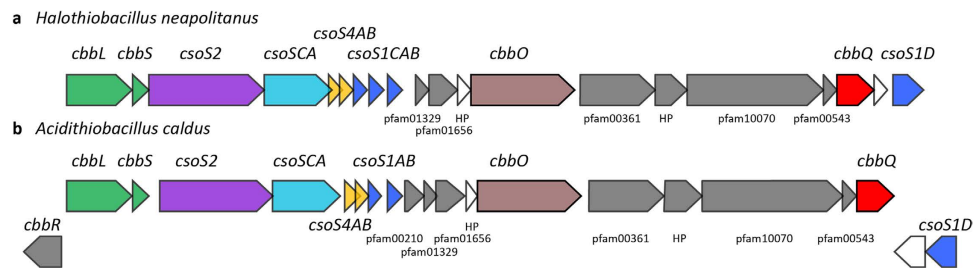 a Halothiobacillus neapolitanus
csoS4AB
cbbL cbbS csoS2 csoSCA csoS1CAB cbbO cbbQ csoS1D
pfam01329 HP pfam00361 HP pfam10070 pfam00543
pfam01656
b Acidithiobacillus caldus
cbbL cbbS csoS2 csoSCA csoS1AB cbbO cbbQ
cbbR csoS4AB HP csoS1D
pfam00210 pfam01656 pfam00361 HP pfam10070 pfam00543
pfam01329